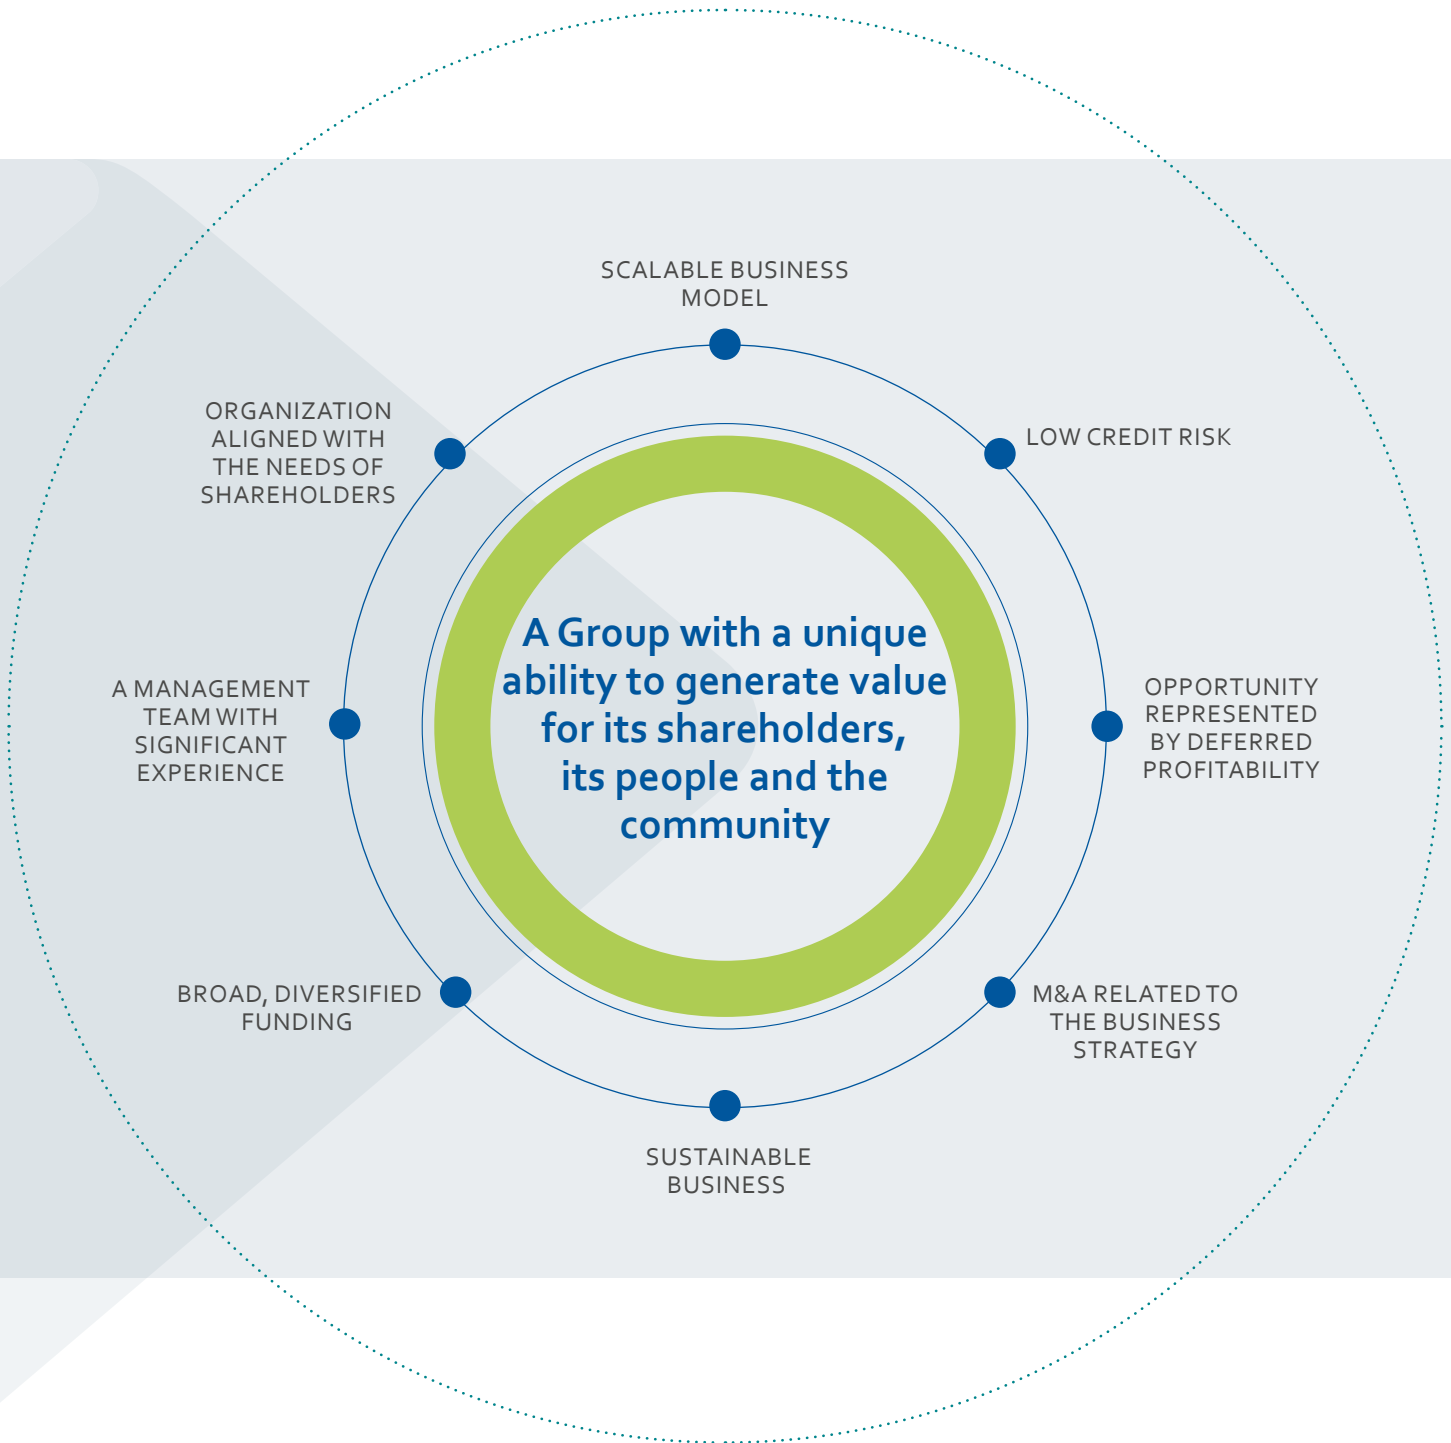 SCALABLE BUSINESS
MODEL
ORGANIZATION
ALIGNED WITH
THE NEEDS OF
SHAREHOLDERS
LOW CREDIT RISK
A Group with a unique
ability to generate value
for its shareholders,
its people and the
community
A MANAGEMENT
TEAM WITH
SIGNIFICANT
EXPERIENCE
OPPORTUNITY
REPRESENTED
BY DEFERRED
PROFITABILITY
BROAD, DIVERSIFIED
FUNDING
M&A RELATED TO
THE BUSINESS
STRATEGY
SUSTAINABLE
BUSINESS